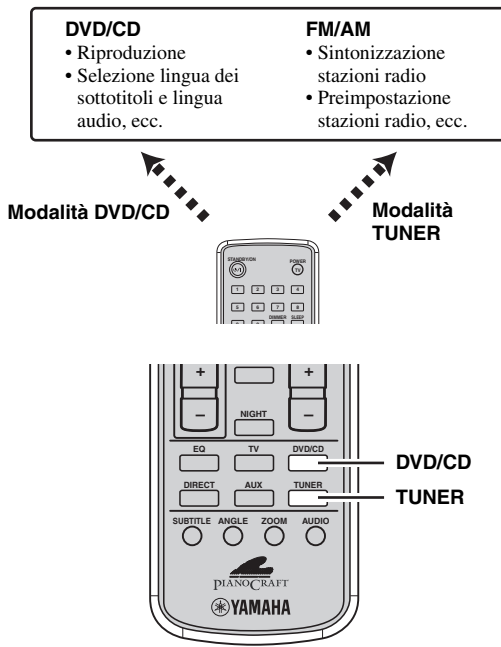 DVD/CD
• Riproduzione
• Selezione lingua dei
sottotitoli e lingua
audio, ecc.
FM/AM
• Sintonizzazione
stazioni radio
• Preimpostazione
stazioni radio, ecc.
Modalità DVD/CD
Modalità
TUNER
STANDBY/ON
POWER
TV
1 2 3 4
5 6 7 8
DIMMER SLEEP
+ +
NIGHT
– –
EQ TV DVD/CD
DVD/CD
DIRECT AUX TUNER
TUNER
SUBTITLE ANGLE ZOOM AUDIO
PIANOCRAFT
YAMAHA